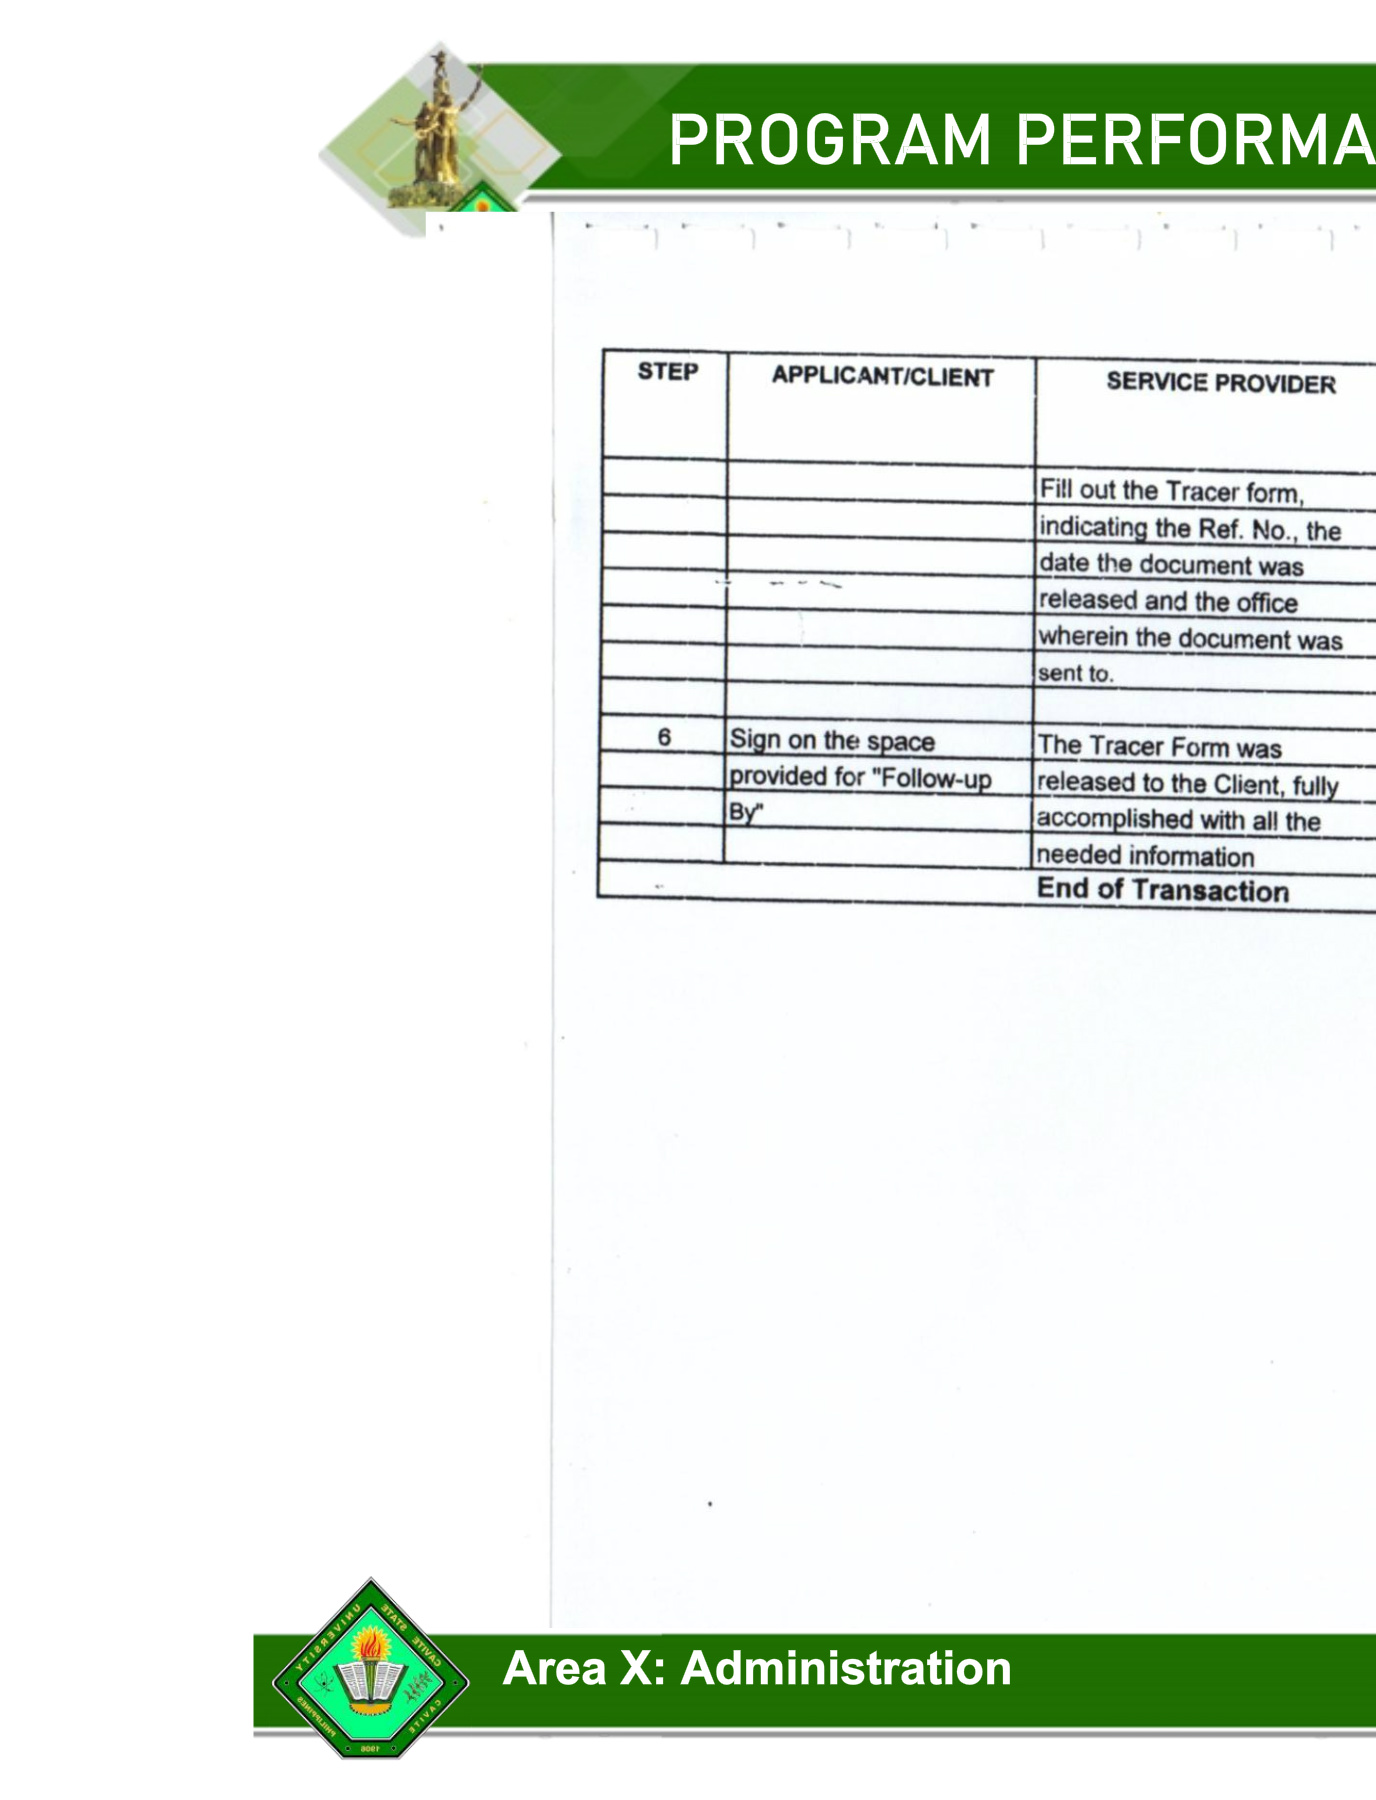 PROGRAM PERFORMA
STEP APPLICANT/CLIENT SERVICE PROVIDER
Fill out the Tracer form,
indicating the Ref. No., the
date the document was
released and the office
wherein the document was
sent to.
6 Sign on the space The Tracer Form was
provided for "Follow-up released to the Client, fully
By" accomplished with all the
needed information
End of Transaction
CAVITE STATE UNIVERSITY
CAVITE PHILIPPINES
1906
Area X: Administration